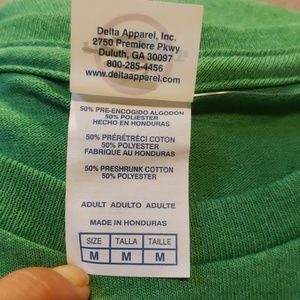 Delta Apparel, Inc.
2750 Premiere Pkwy
Duluth, GA 30097
800-285-4456
www.deltaapparel.com
50% PRE-ENCOGIDO ALGODÓN
50% POLIESTER
HECHO EN HONDURAS
50% PRÉRÉTRÉCI COTON
50% POLYESTER
FABRIQUE AU HONDURAS
50% PRESHRUNK COTTON
50% POLYESTER
ADULT ADULTO ADULTE
MADE IN HONDURAS
SIZE TALLA TAILLE
M M M